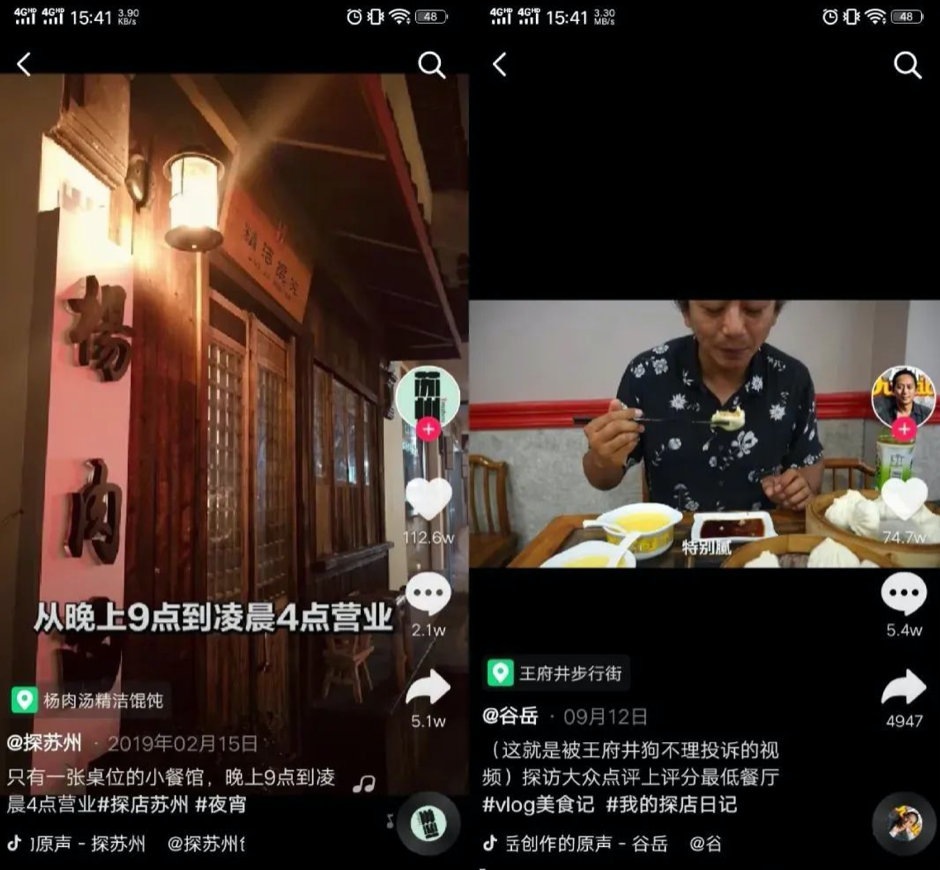 4GHD 4GHD 15:41 3.90 KB/s 48
杨
肉
精洁馄饨
从晚上9点到凌晨4点营业
112.6w
2.1w
5.1w
杨肉汤精洁馄饨
@探苏州 · 2019年02月15日
只有一张桌位的小餐馆，晚上9点到凌
晨4点营业#探店苏州 #夜宵
原声 - 探苏州 @探苏州
4GHD 4GHD 15:41 3.30 MB/s 48
特别腻
74.7w
5.4w
4947
王府井步行街
@谷岳 · 09月12日
（这就是被王府井狗不理投诉的视
频）探访大众点评上评分最低餐厅
#vlog美食记 #我的探店日记
岳创作的原声 - 谷岳 @谷